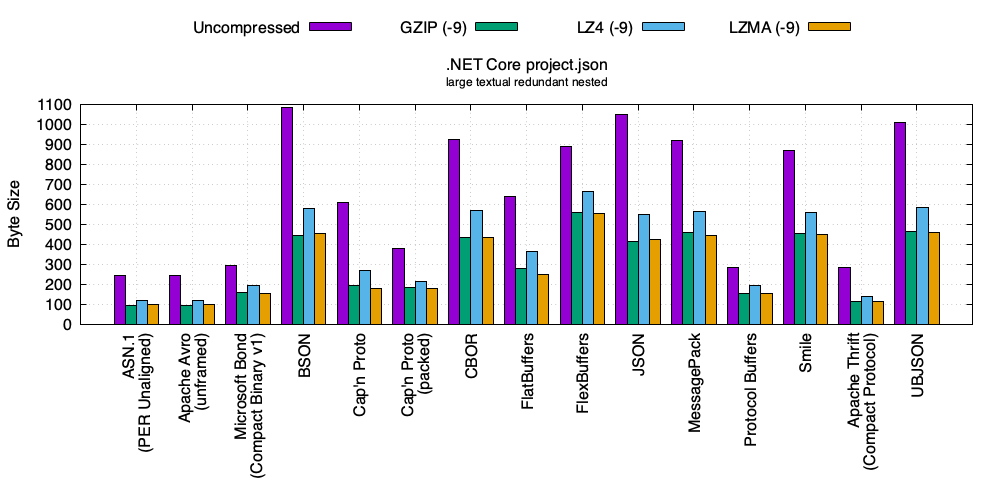 Uncompressed GZIP (-9) LZ4 (-9) LZMA (-9)
.NET Core project.json
large textual redundant nested
Byte Size
1100
1000
900
800
700
600
500
400
300
200
100
0
ASN.1
(PER Unaligned)
Apache Avro
(unframed)
Microsoft Bond
(Compact Binary v1)
BSON
Cap'n Proto
Cap'n Proto
(packed)
CBOR
FlatBuffers
FlexBuffers
JSON
MessagePack
Protocol Buffers
Smile
Apache Thrift
(Compact Protocol)
UBJSON